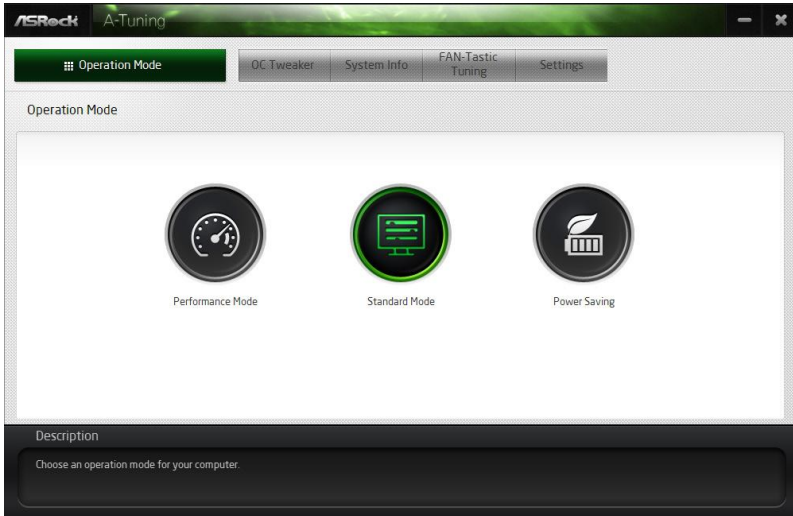 ASRock A-Tuning
Operation Mode OC Tweaker System Info FAN-Tastic
Tuning Settings
Operation Mode
Performance Mode Standard Mode Power Saving
Description
Choose an operation mode for your computer.